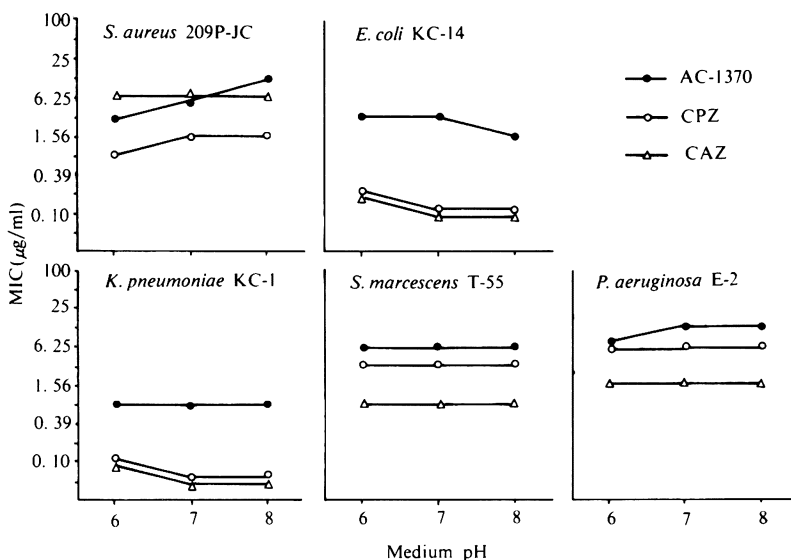 S. aureus 209P-JC
E. coli KC-14
100
25
6.25
1.56
0.39
0.10
AC-1370
CPZ
CAZ
MIC(μg/ml)
K. pneumoniae KC-1
S. marcescens T-55
P. aeruginosa E-2
100
25
6.25
1.56
0.39
0.10
6 7 8
6 7 8
6 7 8
Medium pH